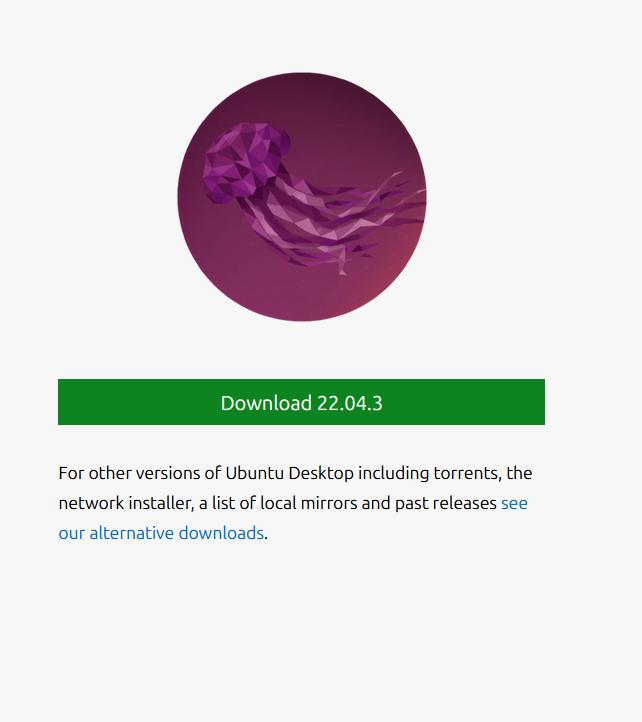 Download 22.04.3
For other versions of Ubuntu Desktop including torrents, the
network installer, a list of local mirrors and past releases see
our alternative downloads.